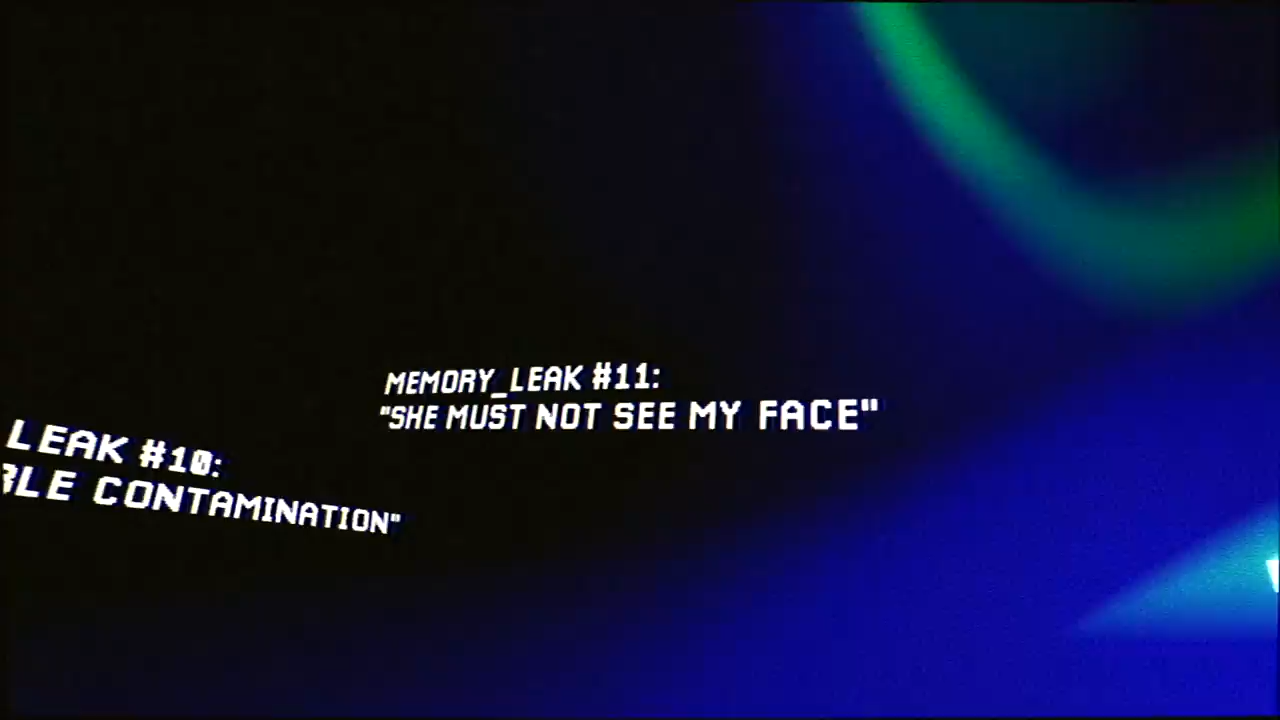 MEMORY_LEAK #11:
"SHE MUST NOT SEE MY FACE"
LEAK #10:
CONTAMINATION"